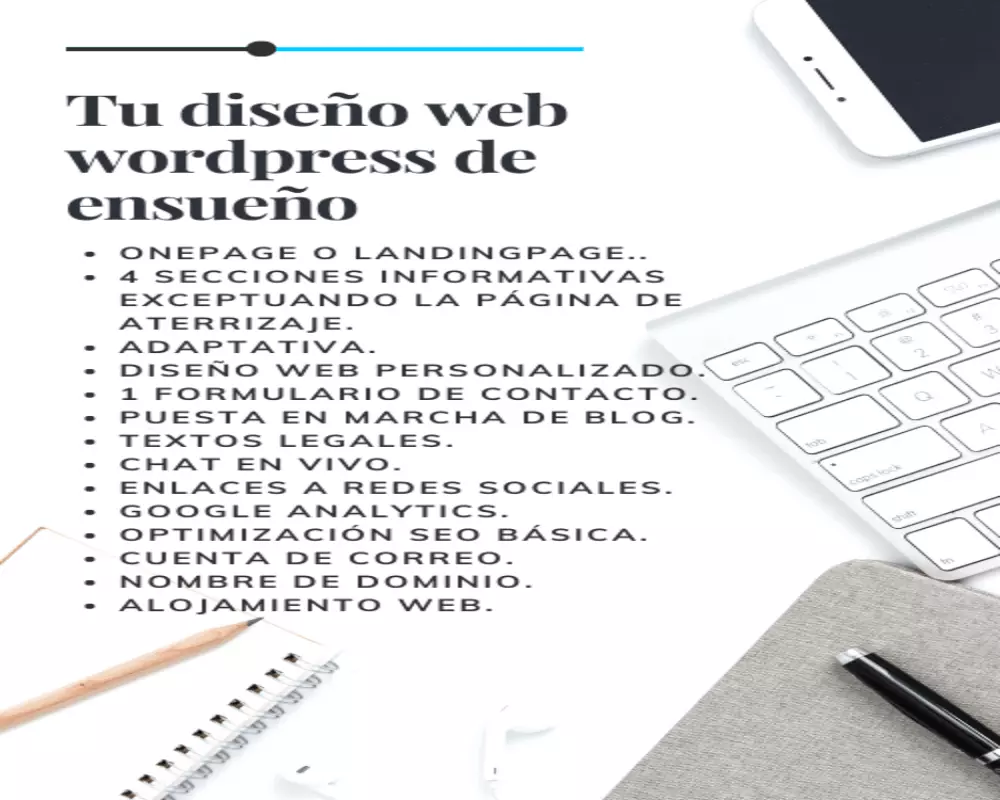 Tu diseño web
wordpress de
ensueño
ONEPAGE O LANDINGPAGE..
4 SECCIONES INFORMATIVAS
EXCEPTUANDO LA PÁGINA DE
ATERRIZAJE.
ADAPTATIVA.
DISEÑO WEB PERSONALIZADO.
1 FORMULARIO DE CONTACTO.
PUESTA EN MARCHA DE BLOG.
TEXTOS LEGALES.
CHAT EN VIVO.
ENLACES A REDES SOCIALES.
GOOGLE ANALYTICS.
OPTIMIZACIÓN SEO BÁSICA.
CUENTA DE CORREO.
NOMBRE DE DOMINIO.
ALOJAMIENTO WEB.
esc
# 3
@ 2
! 1
W
Q
tab
A
caps lock
shift
fn